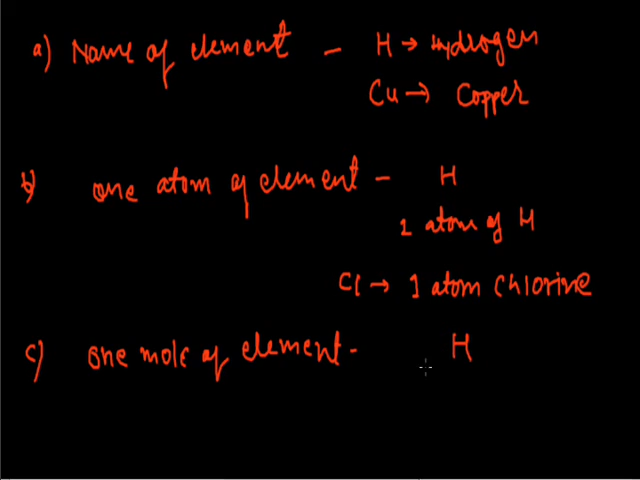 a) Name of element - H → Hydrogen
Cu → Copper
b) one atom of element - H
1 atom of H
Cl → 1 atom Chlorine
c) One mole of element - H